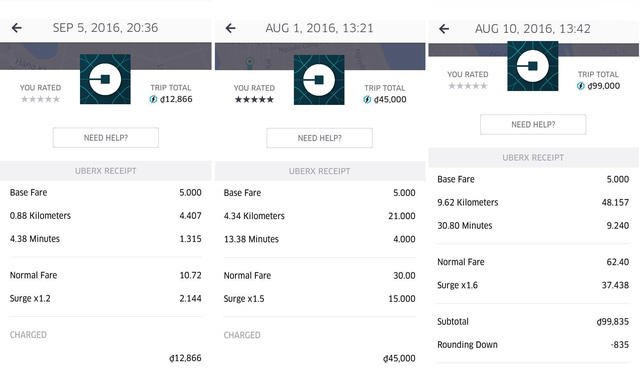 SEP 5, 2016, 20:36
YOU RATED
TRIP TOTAL
₫12,866
NEED HELP?
UBERX RECEIPT
Base Fare 5.000
0.88 Kilometers 4.407
4.38 Minutes 1.315
Normal Fare 10.72
Surge x1.2 2.144
CHARGED
₫12,866
AUG 1, 2016, 13:21
YOU RATED
TRIP TOTAL
₫45,000
NEED HELP?
UBERX RECEIPT
Base Fare 5.000
4.34 Kilometers 21.000
13.38 Minutes 4.000
Normal Fare 30.00
Surge x1.5 15.000
CHARGED
₫45,000
AUG 10, 2016, 13:42
YOU RATED
TRIP TOTAL
₫99,000
NEED HELP?
UBERX RECEIPT
Base Fare 5.000
9.62 Kilometers 48.157
30.80 Minutes 9.240
Normal Fare 62.40
Surge x1.6 37.438
Subtotal ₫99,835
Rounding Down -835